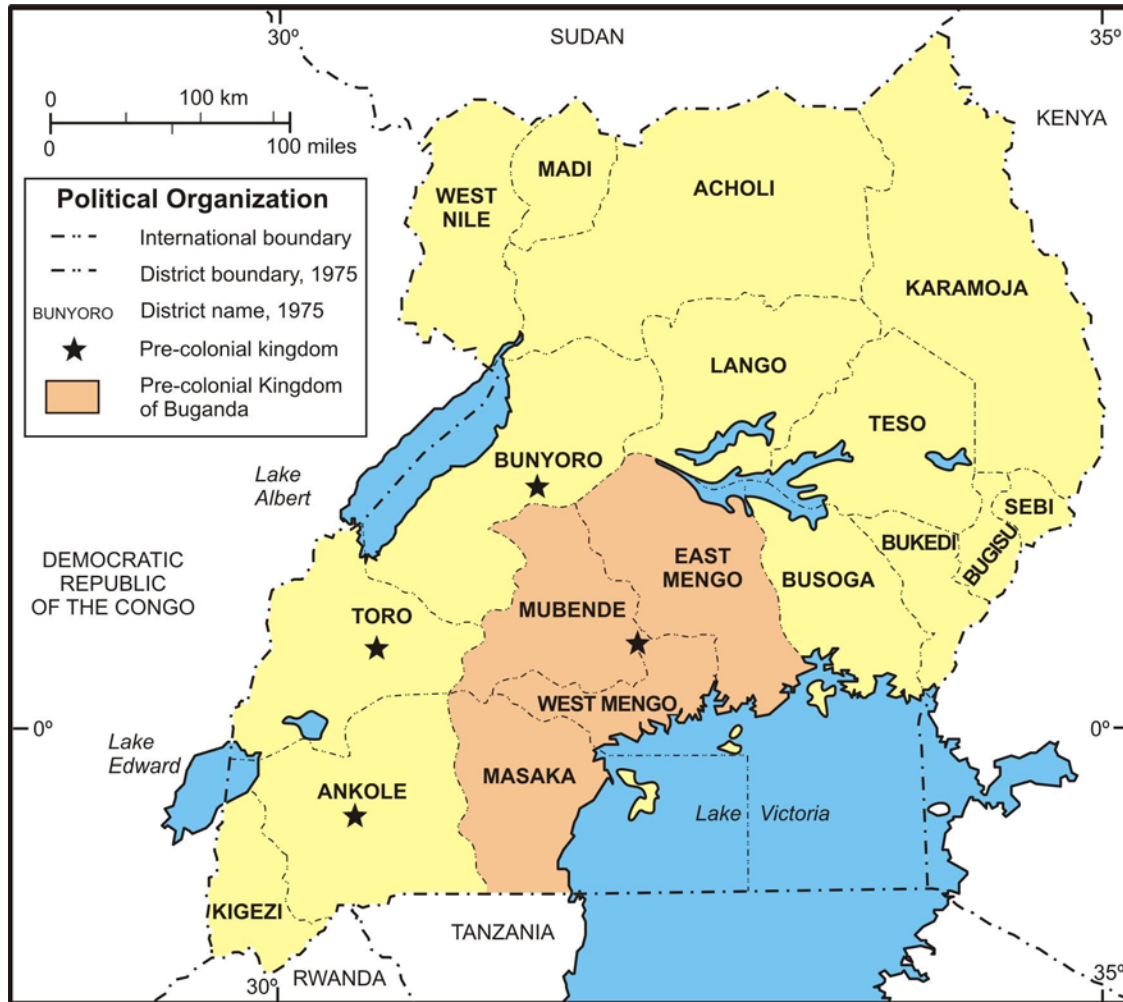 30º
SUDAN
35º
0
100 km
0
100 miles
KENYA
Political Organization
International boundary
District boundary, 1975
BUNYORO
District name, 1975
Pre-colonial kingdom
Pre-colonial Kingdom
of Buganda
WEST
NILE
MADI
ACHOLI
KARAMOJA
LANGO
TESO
BUNYORO
Lake
Albert
SEBI
BUKEDI
BUGISU
EAST
MENGO
BUSOGA
DEMOCRATIC
REPUBLIC
OF THE CONGO
TORO
MUBENDE
WEST MENGO
0º
0º
Lake
Edward
MASAKA
ANKOLE
Lake Victoria
KIGEZI
TANZANIA
RWANDA
30º
35º